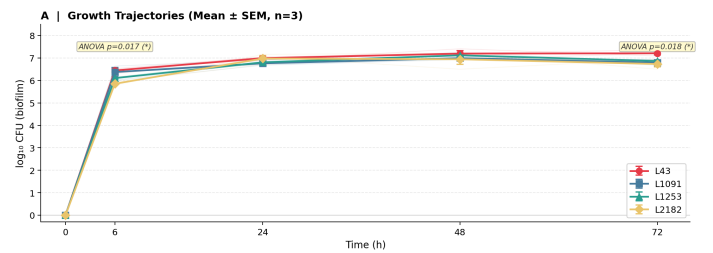 A | Growth Trajectories (Mean ± SEM, n=3)
ANOVA p=0.017 (*)
ANOVA p=0.018 (*)
log₁₀ CFU (biofilm)
8
7
6
5
4
3
2
1
0
L43
L1091
L1253
L2182
0 6 24 48 72
Time (h)